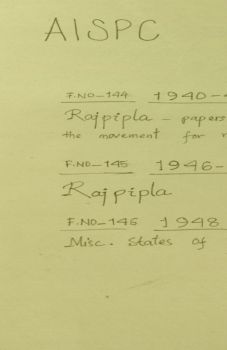 AISPC
F.NO-144 1940-
Rajpipla - papers
the movement for
F.NO-145 1946-
Rajpipla
F.NO-146 1948
Misc. States of